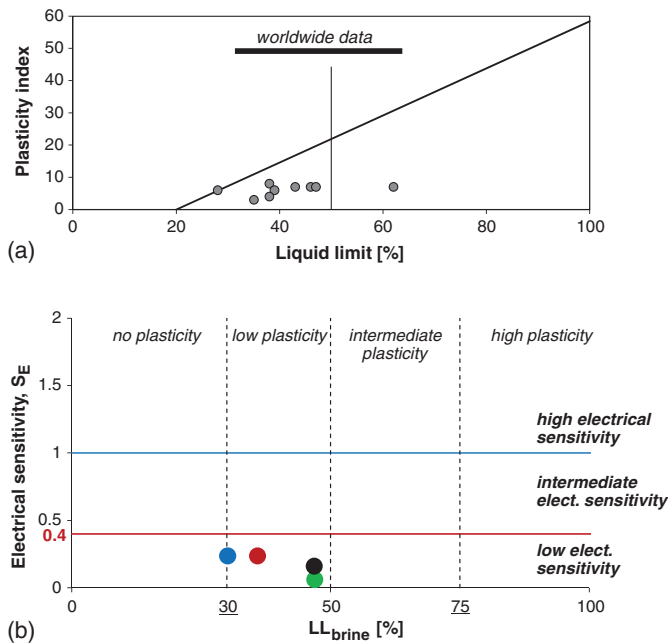 60
50
40
30
20
10
0
Plasticity index
worldwide data
0 20 40 60 80 100
(a)
Liquid limit [%]
2
1.5
1
0.5
0.4
0
Electrical sensitivity, SE
no plasticity low plasticity intermediate plasticity high plasticity
high electrical
sensitivity
intermediate
elect. sensitivity
low elect.
sensitivity
0 30 50 75 100
(b)
LLbrine [%]